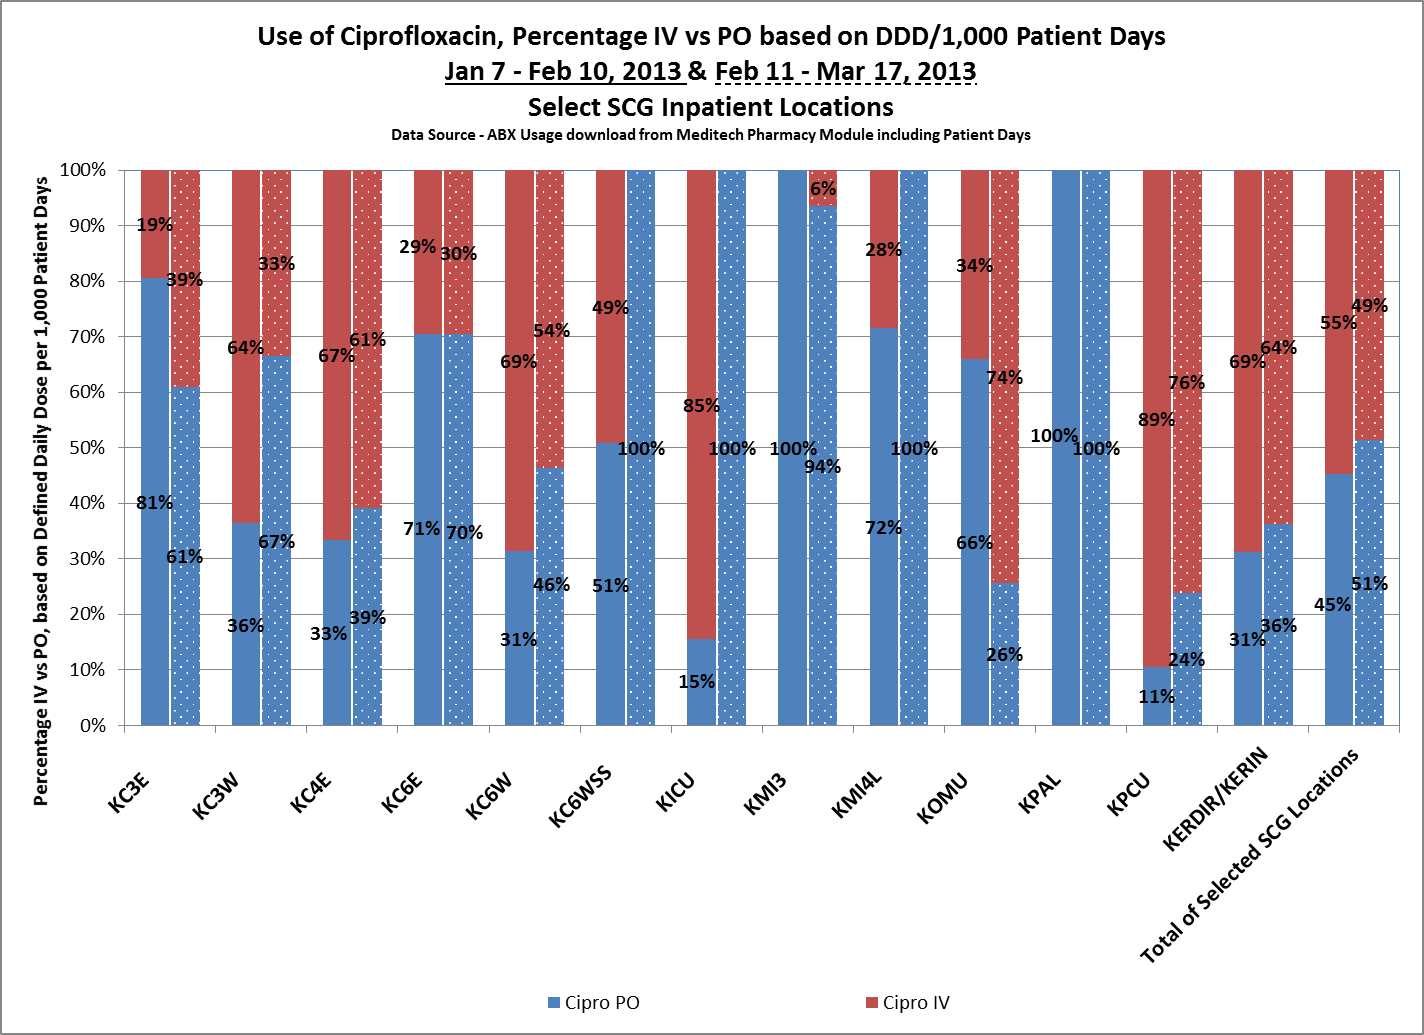 Use of Ciprofloxacin, Percentage IV vs PO based on DDD/1,000 Patient Days
Jan 7 - Feb 10, 2013 & Feb 11 - Mar 17, 2013
Select SCG Inpatient Locations
Data Source - ABX Usage download from Meditech Pharmacy Module including Patient Days
Percentage IV vs PO, based on Defined Daily Dose per 1,000 Patient Days
100%
90%
80%
70%
60%
50%
40%
30%
20%
10%
0%
19%
39%
81%
61%
64%
33%
36%
67%
67%
61%
33%
39%
29%
30%
71%
70%
69%
54%
31%
46%
49%
51%
100%
85%
15%
100%
6%
100%
94%
28%
72%
100%
34%
74%
66%
26%
100%
100%
89%
76%
11%
24%
69%
64%
31%
36%
55%
49%
45%
51%
KC3E
KC3W
KC4E
KC6E
KC6W
KC6WSS
KICU
KMI3
KMI4L
KOMU
KPAL
KPCU
KERDIR/KERIN
Total of Selected SCG Locations
Cipro PO
Cipro IV